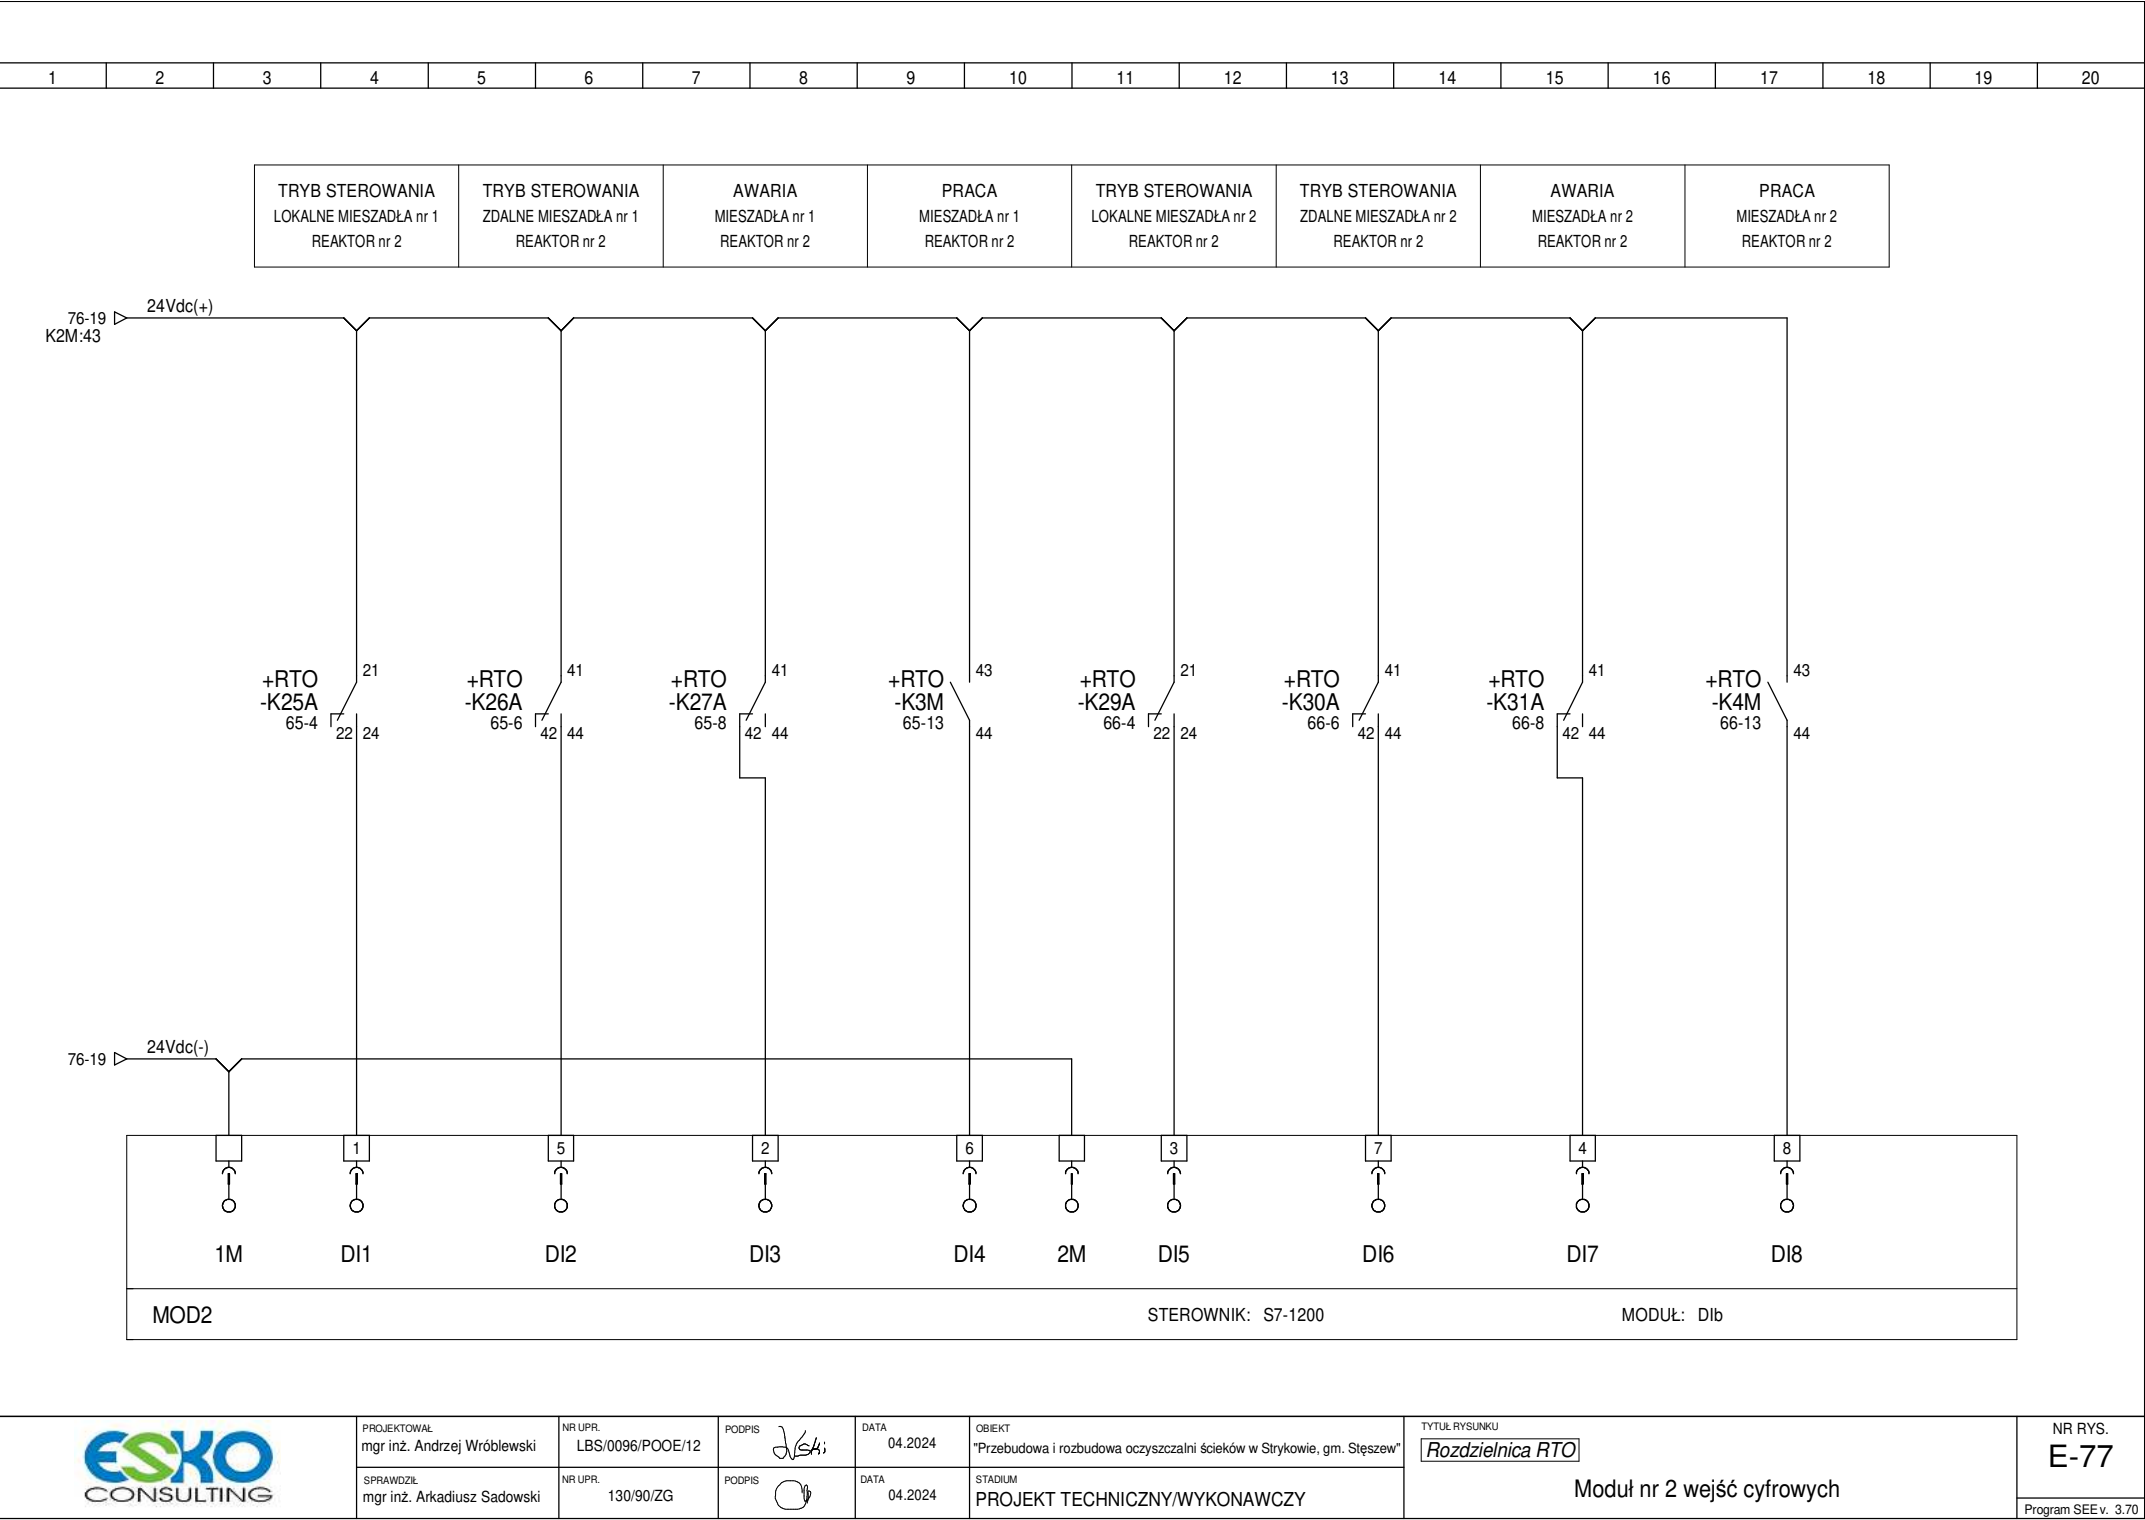 1 2 3 4 5 6 7 8 9 10 11 12 13 14 15 16 17 18 19 20
TRYB STEROWANIA
LOKALNE MIESZADŁA nr 1
REAKTOR nr 2
TRYB STEROWANIA
ZDALNE MIESZADŁA nr 1
REAKTOR nr 2
AWARIA
MIESZADŁA nr 1
REAKTOR nr 2
PRACA
MIESZADŁA nr 1
REAKTOR nr 2
TRYB STEROWANIA
LOKALNE MIESZADŁA nr 2
REAKTOR nr 2
TRYB STEROWANIA
ZDALNE MIESZADŁA nr 2
REAKTOR nr 2
AWARIA
MIESZADŁA nr 2
REAKTOR nr 2
PRACA
MIESZADŁA nr 2
REAKTOR nr 2
24Vdc(+)
76-19
K2M:43
+RTO
-K25A
65-4
21
22 24
+RTO
-K26A
65-6
41
42 44
+RTO
-K27A
65-8
41
42 44
+RTO
-K3M
65-13
43
44
+RTO
-K29A
66-4
21
22 24
+RTO
-K30A
66-6
41
42 44
+RTO
-K31A
66-8
41
42 44
+RTO
-K4M
66-13
43
44
24Vdc(-)
76-19
1 5 2 6 3 7 4 8
1M DI1 DI2 DI3 DI4 2M DI5 DI6 DI7 DI8
MOD2 STEROWNIK: S7-1200 MODUŁ: DIb
ESKO
CONSULTING
PROJEKTOWAŁ
mgr inż. Andrzej Wróblewski
NR UPR.
LBS/0096/POOE/12
PODPIS
DATA
04.2024
OBIEKT
"Przebudowa i rozbudowa oczyszczalni ścieków w Strykowie, gm. Stęszew"
SPRAWDZIŁ
mgr inż. Arkadiusz Sadowski
NR UPR.
130/90/ZG
PODPIS
DATA
04.2024
STADIUM
PROJEKT TECHNICZNY/WYKONAWCZY
TYTUŁ RYSUNKU
Rozdzielnica RTO
Moduł nr 2 wejść cyfrowych
NR RYS.
E-77
Program SEE v. 3.70